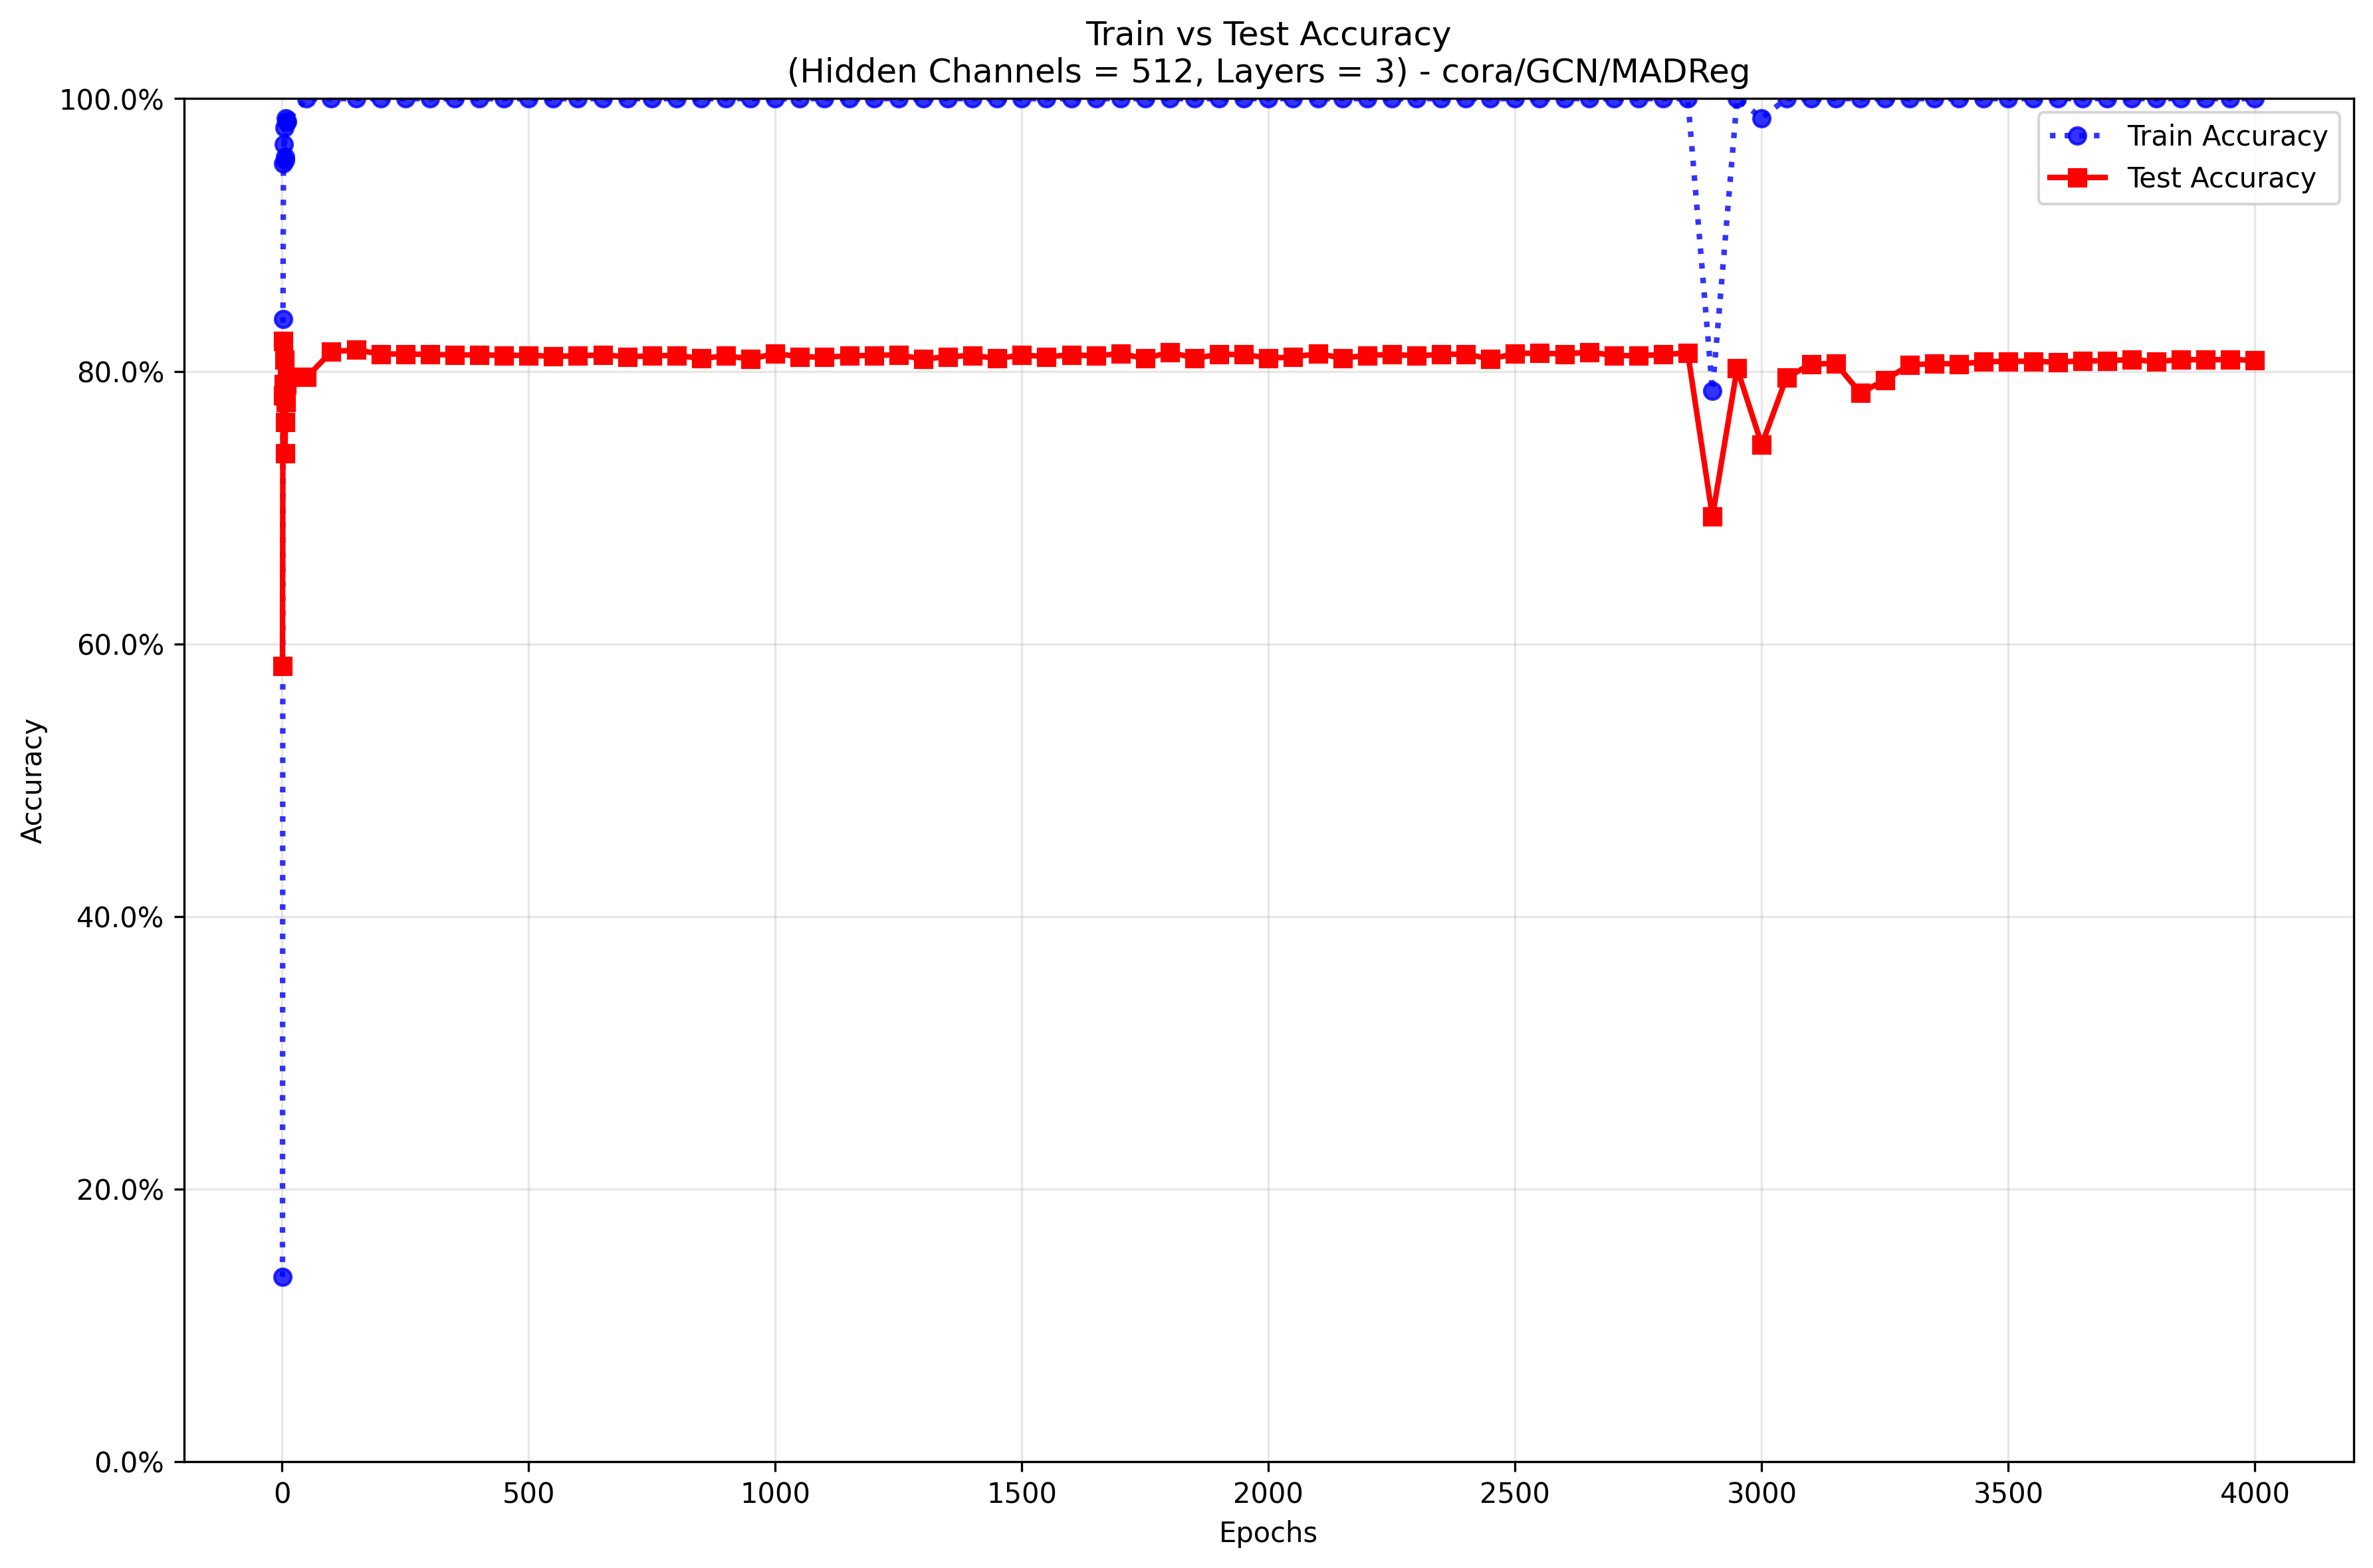 Train vs Test Accuracy
(Hidden Channels = 512, Layers = 3) - cora/GCN/MADReg
100.0%
80.0%
60.0%
40.0%
20.0%
0.0%
Accuracy
Train Accuracy
Test Accuracy
0 500 1000 1500 2000 2500 3000 3500 4000
Epochs